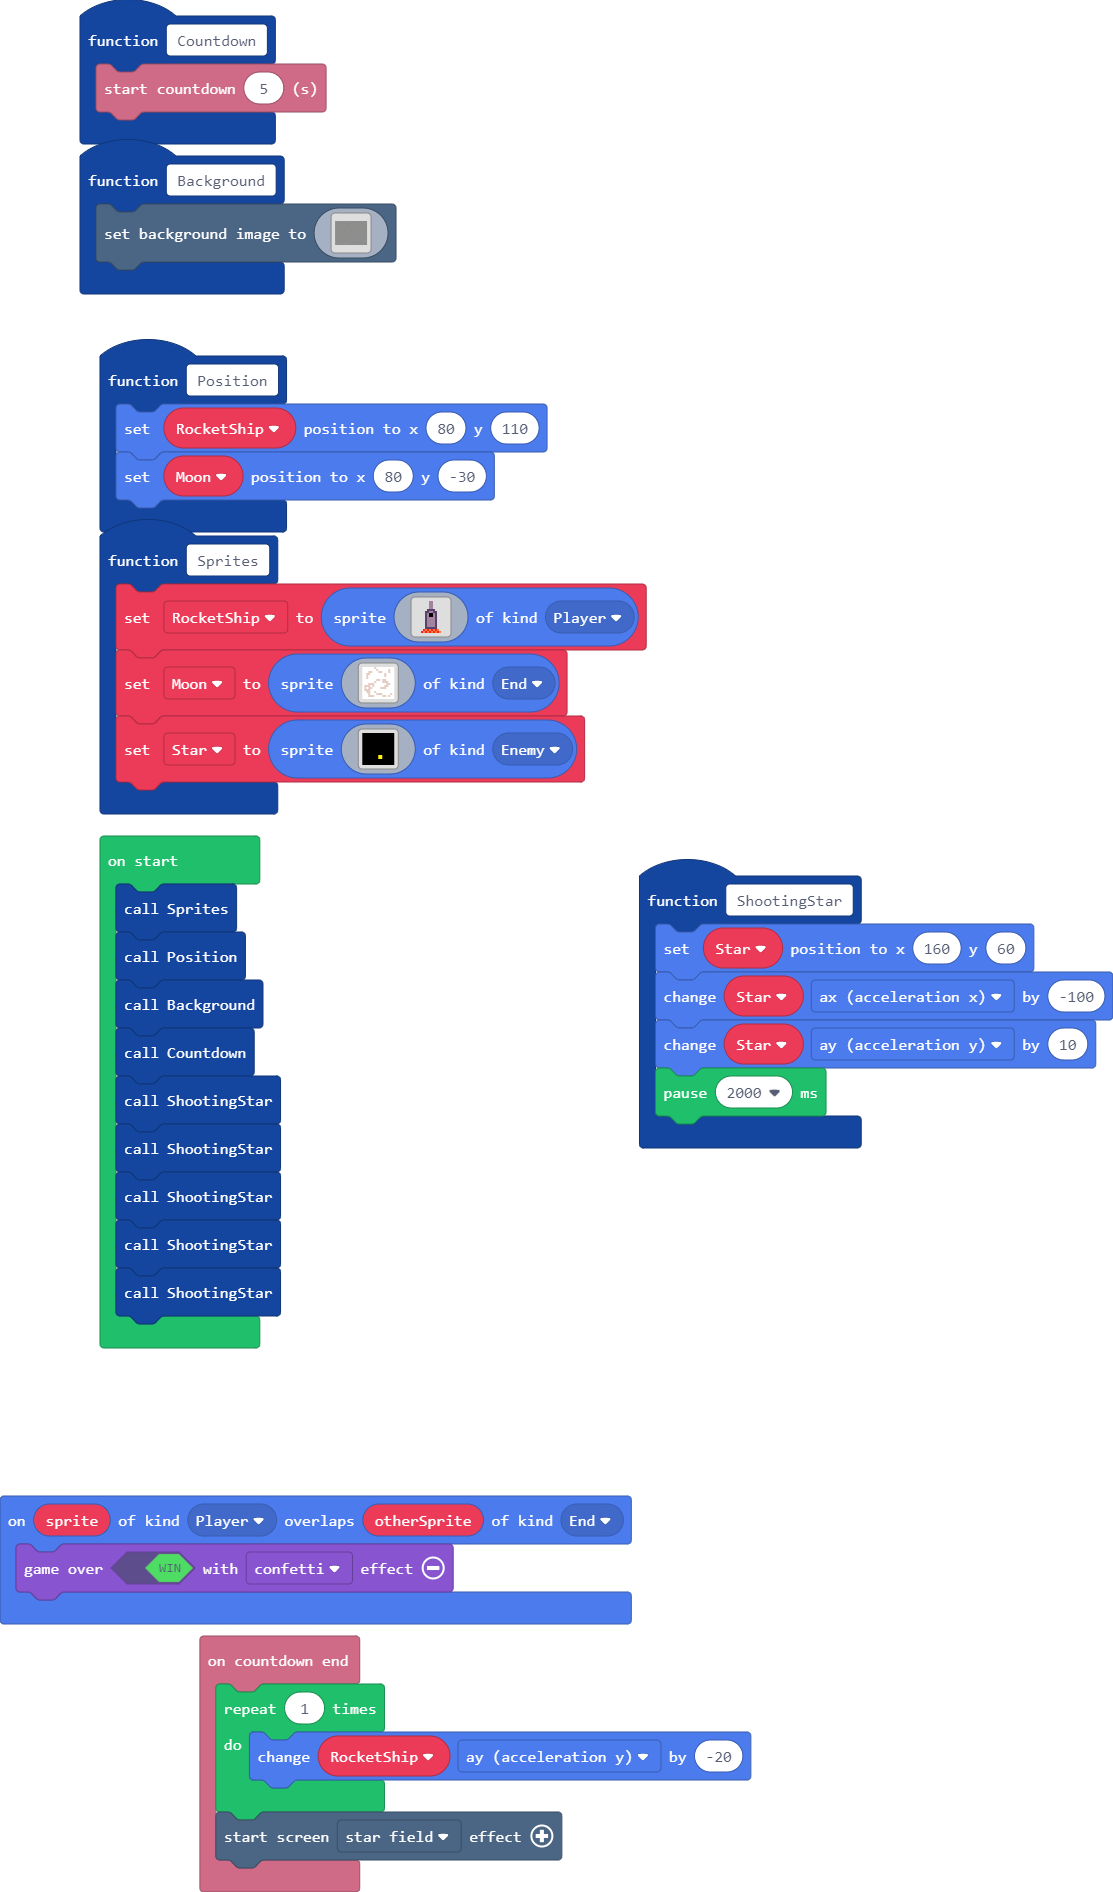 function Countdown
start countdown 5 (s)
function Background
set background image to
function Position
set RocketShip position to x 80 y 110
set Moon position to x 80 y -30
function Sprites
set RocketShip to sprite of kind Player
set Moon to sprite of kind End
set Star to sprite of kind Enemy
on start
call Sprites
call Position
call Background
call Countdown
call ShootingStar
call ShootingStar
call ShootingStar
call ShootingStar
call ShootingStar
function ShootingStar
set Star position to x 160 y 60
change Star ax (acceleration x) by -100
change Star ay (acceleration y) by 10
pause 2000 ms
on sprite of kind Player overlaps otherSprite of kind End
game over WIN with confetti effect
on countdown end
repeat 1 times
do
change RocketShip ay (acceleration y) by -20
start screen star field effect